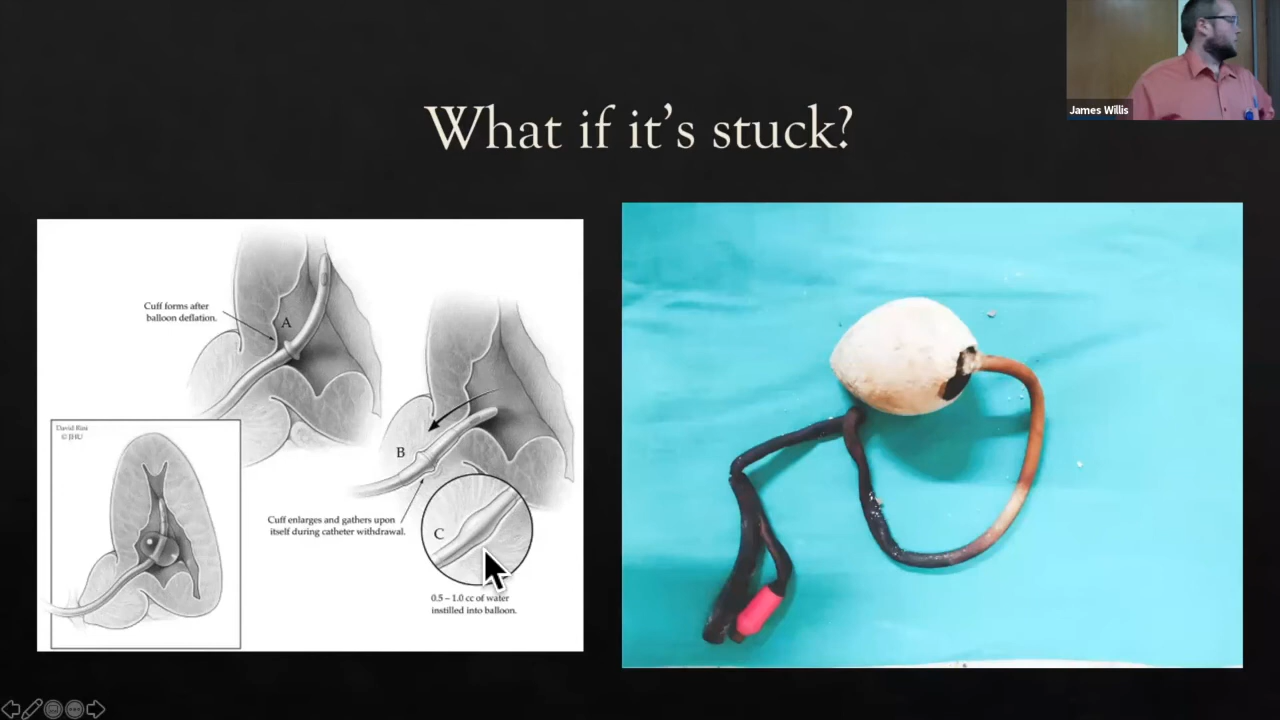 James Willis
What if it's stuck?
Cuff forms after
balloon deflation.
A
B
David Rini
© JHU
Cuff enlarges and gathers upon
itself during catheter withdrawal.
C
0.5 – 1.0 cc of water
instilled into balloon.